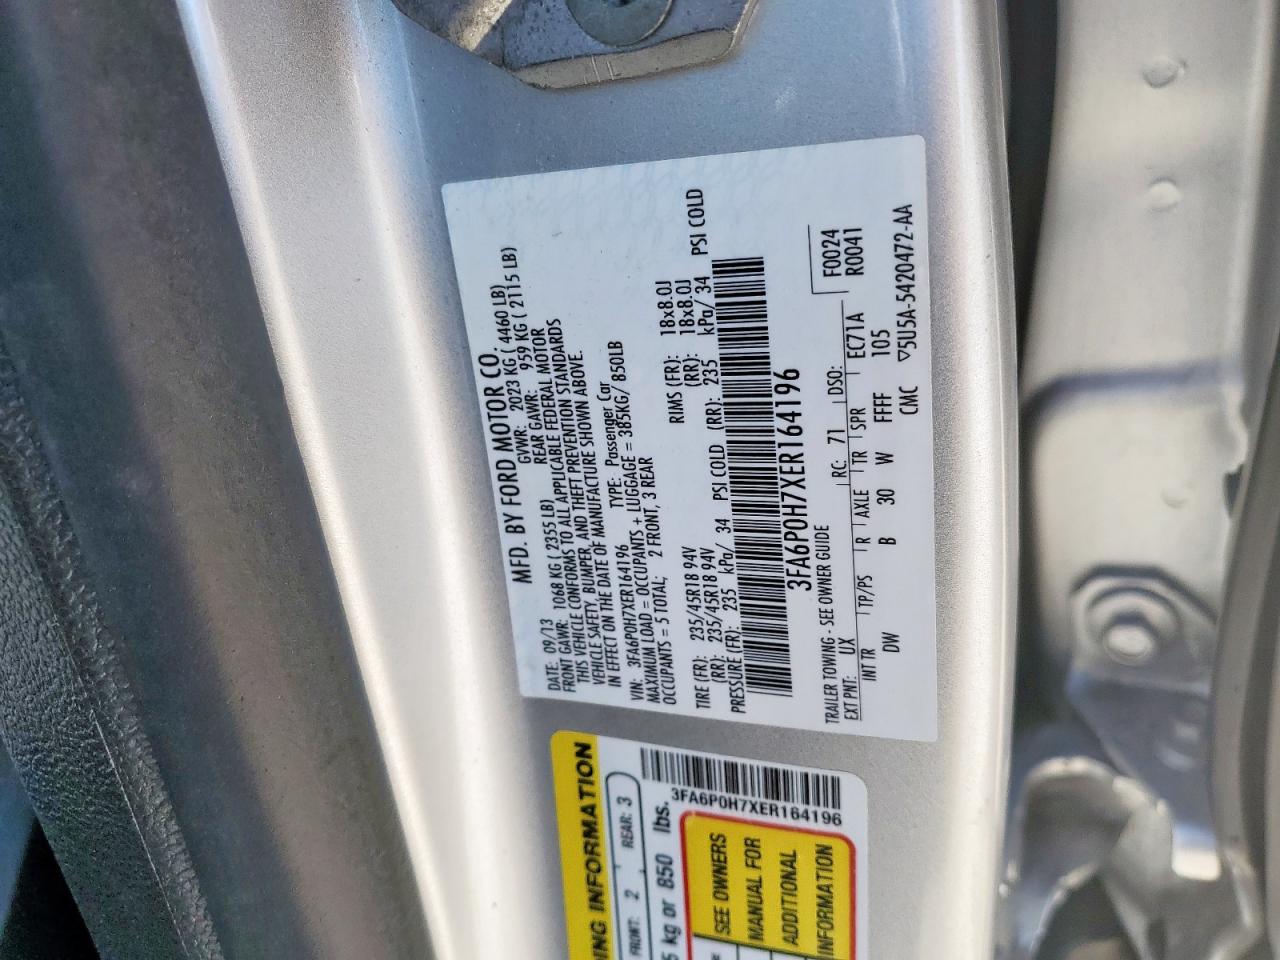 MFD. BY FORD MOTOR CO.
DATE: 09/13 GVWR: 2023 KG ( 4460 LB)
FRONT GAWR: 1068 KG ( 2355 LB) REAR GAWR: 959 KG ( 2115 LB)
THIS VEHICLE CONFORMS TO ALL APPLICABLE FEDERAL MOTOR
VEHICLE SAFETY, BUMPER, AND THEFT PREVENTION STANDARDS
IN EFFECT ON THE DATE OF MANUFACTURE SHOWN ABOVE.
VIN: 3FA6P0H7XER164196 TYPE: Passenger Car
MAXIMUM LOAD = OCCUPANTS + LUGGAGE = 385KG/ 850LB
OCCUPANTS = 5 TOTAL; 2 FRONT, 3 REAR
TIRE (FR): 235/45R18 94V RIMS (FR): 18x8.0J
(RR): 235/45R18 94V (RR): 18x8.0J
PRESSURE (FR): 235 kPa/ 34 PSI COLD (RR): 235 kPa/ 34 PSI COLD
3FA6P0H7XER164196
TRAILER TOWING - SEE OWNER GUIDE RC: 71 DSO: F0024
EXT PNT: UX R0041
INT TR TP/PS R AXLE TR SPR EC71A
DW B 30 W FFFF 105
CMC ▽5U5A-5420472-AA
INFORMATION
FRONT: 2 REAR: 3
kg or 850 lbs.
3FA6P0H7XER164196
SEE OWNERS
MANUAL FOR
ADDITIONAL
INFORMATION